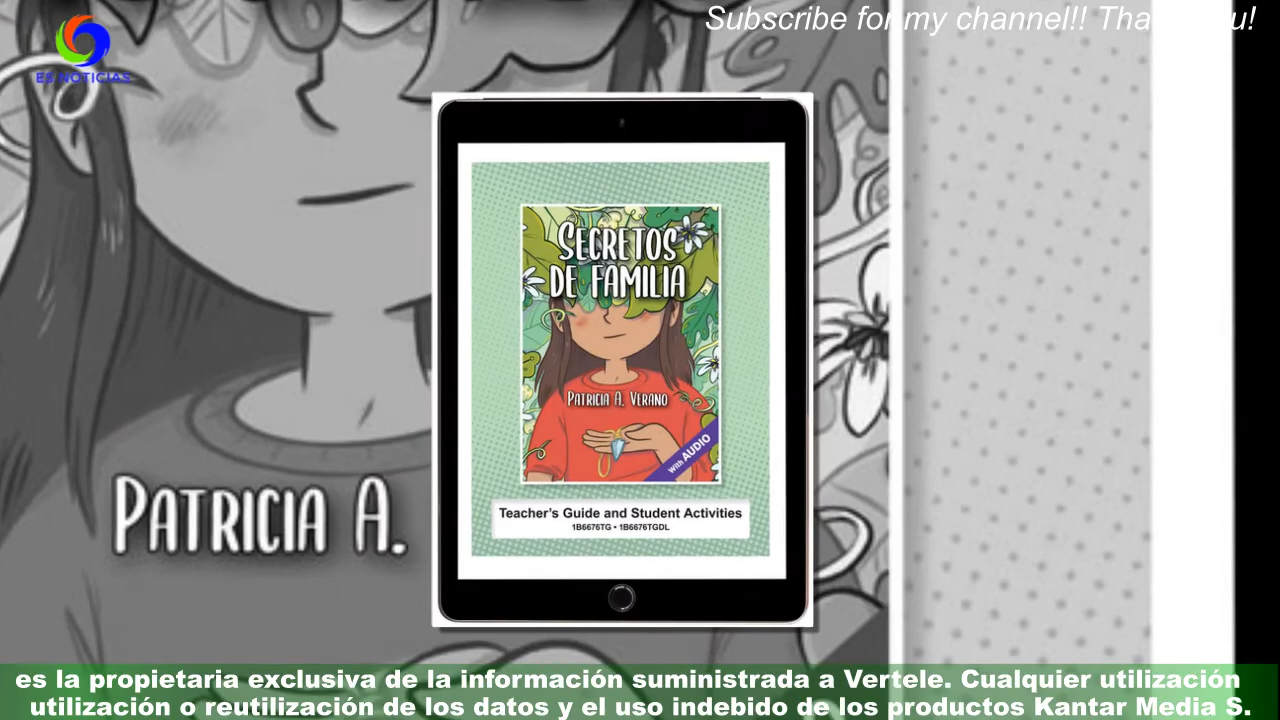 Subscribe for my channel!! Tha u!
ES NOTICIAS
SECRETOS
DE FAMILIA
PATRICIA A. VERANO
With AUDIO
Teacher's Guide and Student Activities
1B6676TG • 1B6676TGDL
PATRICIA A.
es la propietaria exclusiva de la información suministrada a Vertele. Cualquier utilización
utilización o reutilización de los datos y el uso indebido de los productos Kantar Media S.